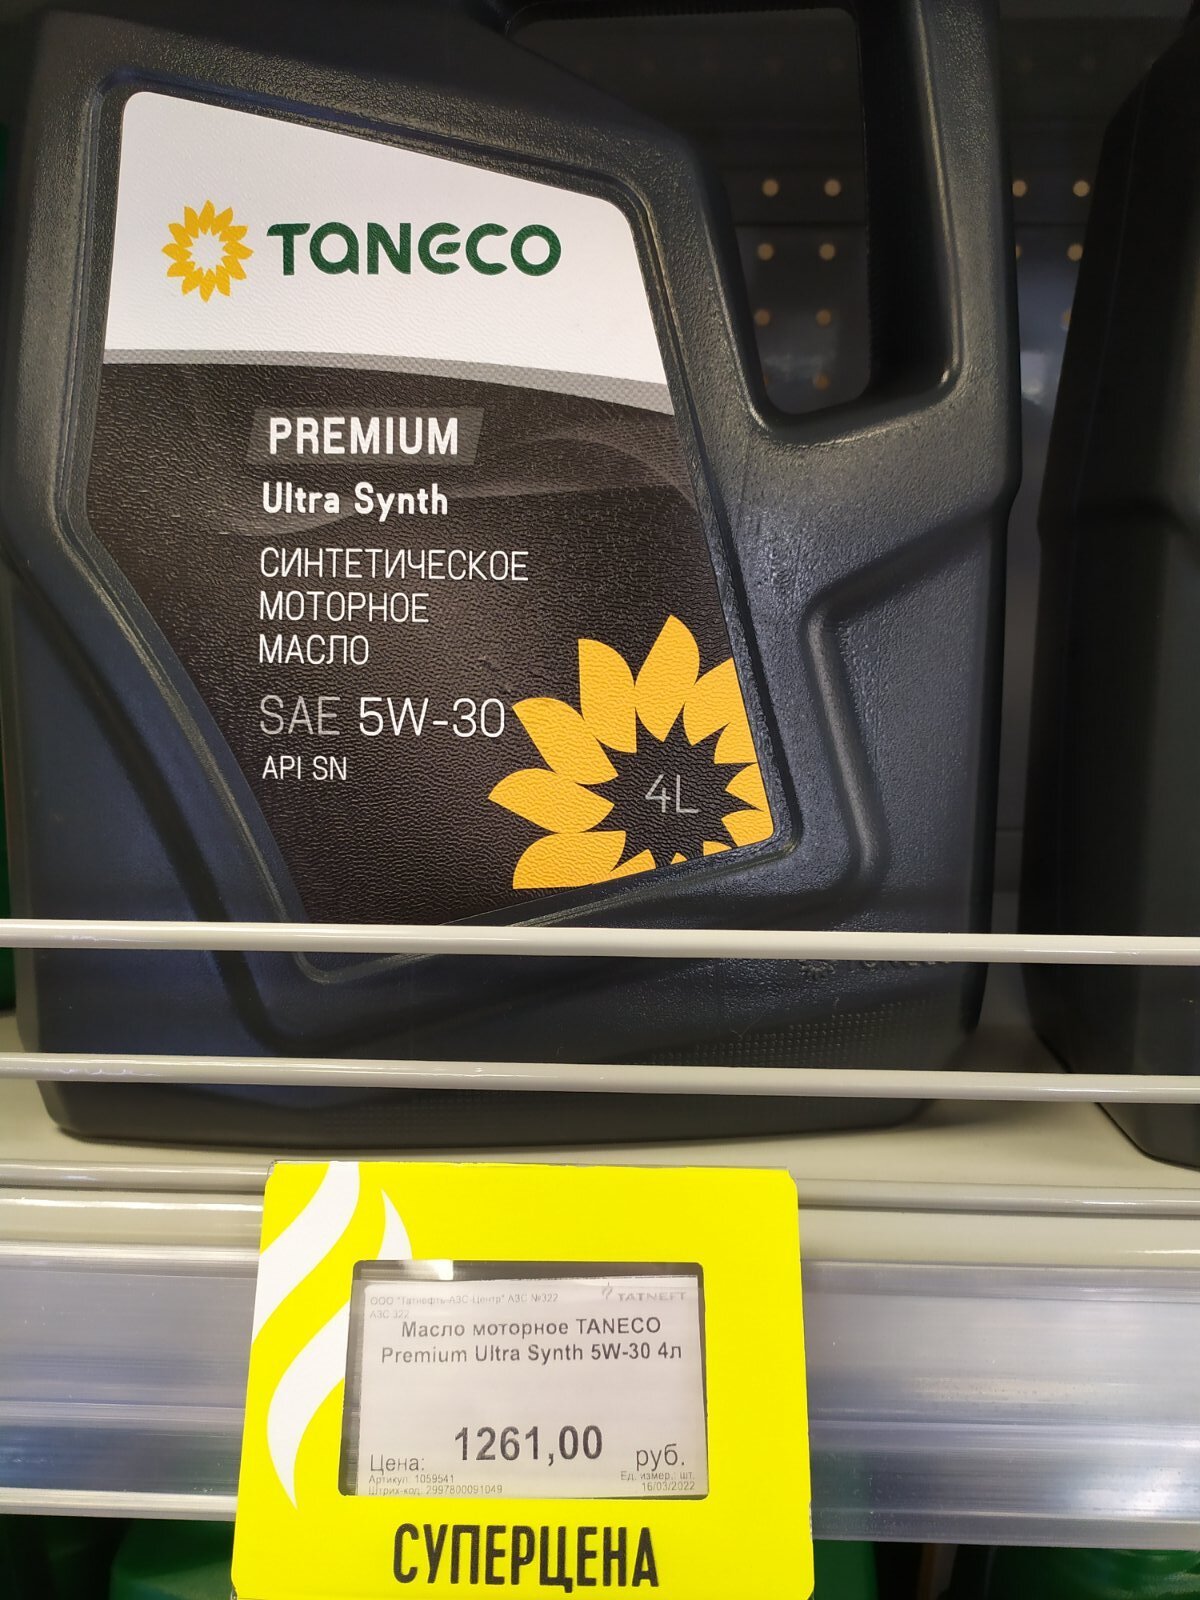 TANECO
PREMIUM
Ultra Synth
СИНТЕТИЧЕСКОЕ
МОТОРНОЕ
МАСЛО
SAE 5W-30
API SN
4L
TANECO
ООО "Татнефть-АЗС-Центр" АЗС №322
TATNEFT
АЗС 322
Масло моторное TANECO
Premium Ultra Synth 5W-30 4л
Цена: 1261,00 руб.
Артикул: 1059541
Ед. измер.: шт.
Штрих-код: 2997800091049
16/03/2022
СУПЕРЦЕНА